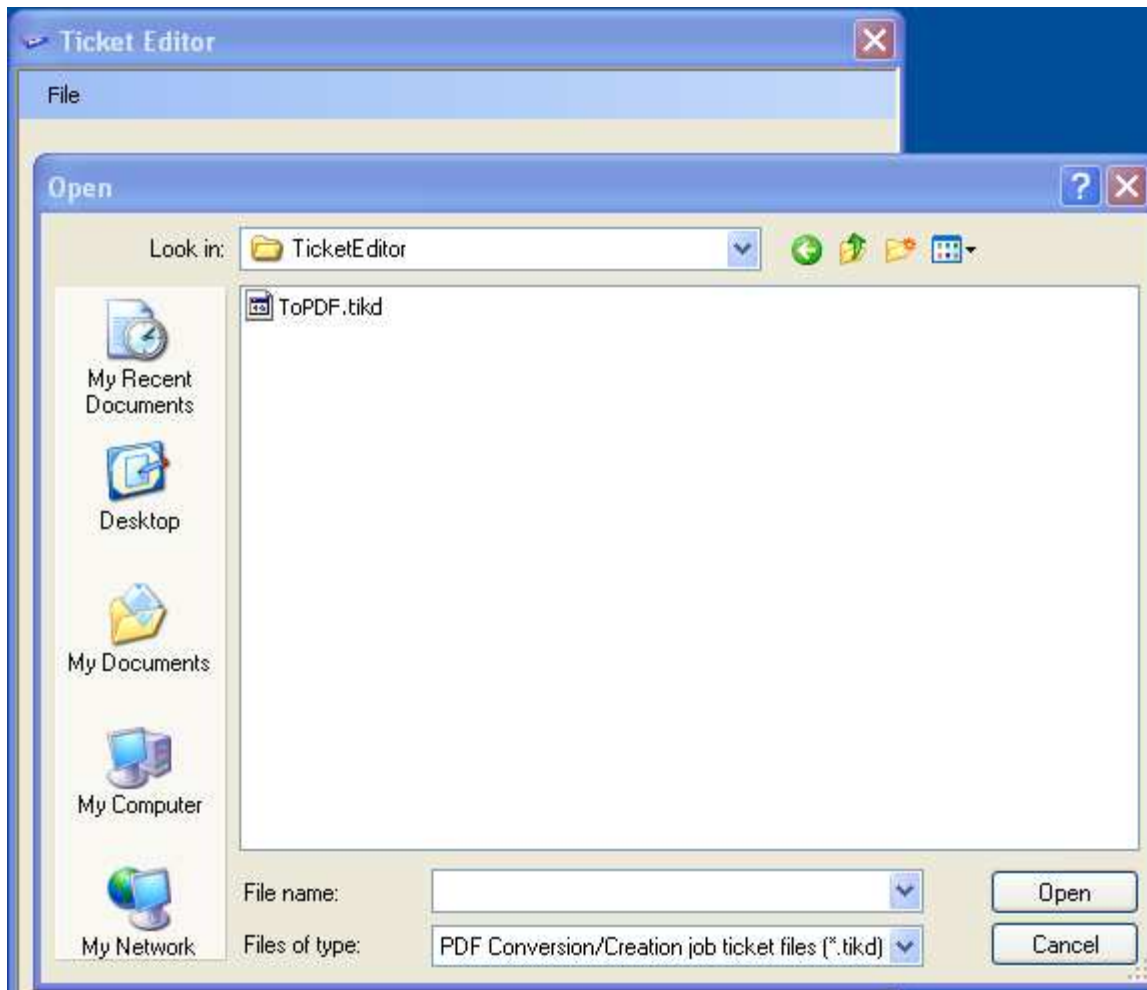 Ticket Editor
File
Open
Look in: TicketEditor
ToPDF.tikd
My Recent
Documents
Desktop
My Documents
My Computer
My Network
File name:
Open
Files of type: PDF Conversion/Creation job ticket files (*.tikd)
Cancel